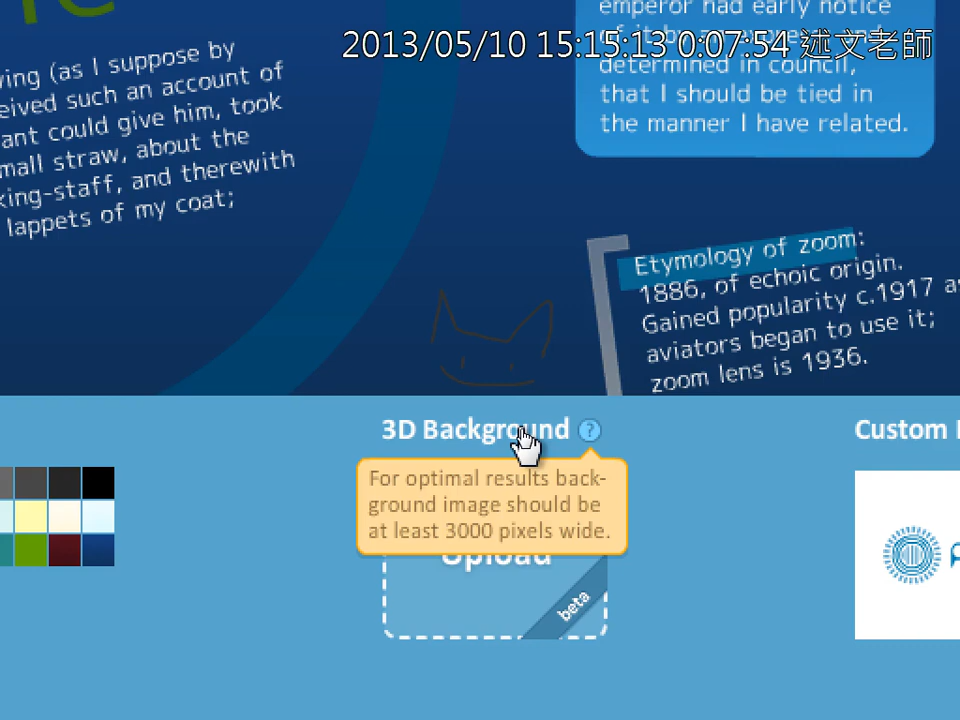 emperor had early notice
determined in council,
that I should be tied in
the manner I have related.
2013/05/10 15:15:13 0:07:54 述文老師
ving (as I suppose by
eived such an account of
ant could give him, took
mall straw, about the
king-staff, and therewith
lappets of my coat;
Etymology of zoom:
1886, of echoic origin.
Gained popularity c.1917 as
aviators began to use it;
zoom lens is 1936.
3D Background ?
For optimal results back-
ground image should be
at least 3000 pixels wide.
Upload
beta
Custom